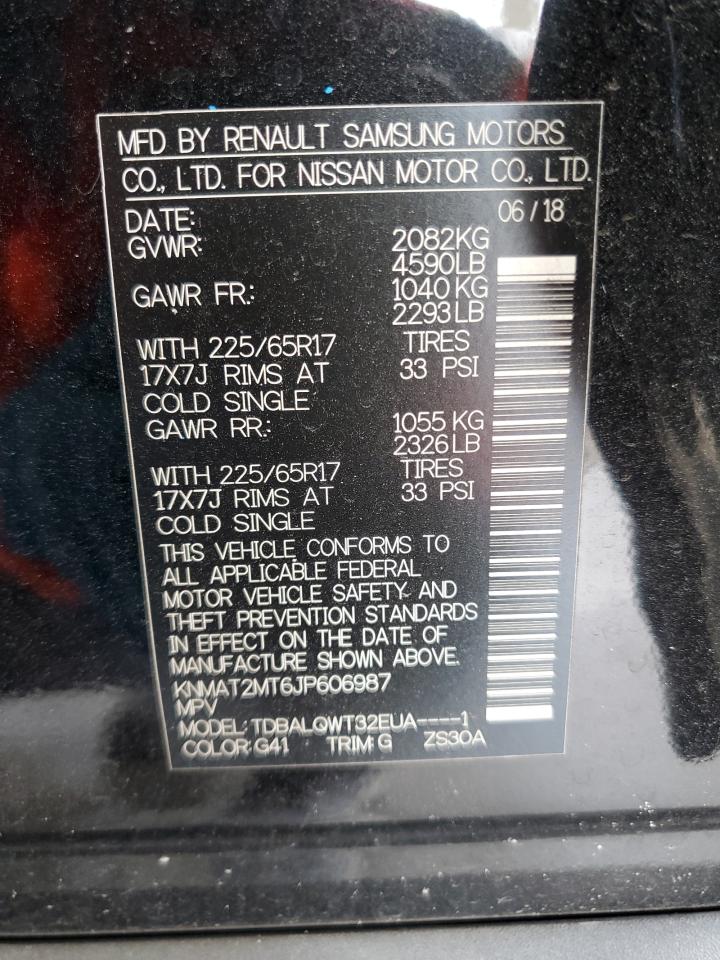 MFD BY RENAULT SAMSUNG MOTORS
CO., LTD. FOR NISSAN MOTOR CO., LTD.
DATE: 06/18
GVWR: 2082KG
4590LB
GAWR FR.: 1040KG
2293LB
WITH 225/65R17 TIRES
17X7J RIMS AT 33 PSI
COLD SINGLE
GAWR RR.: 1055KG
2326LB
WITH 225/65R17 TIRES
17X7J RIMS AT 33 PSI
COLD SINGLE
THIS VEHICLE CONFORMS TO
ALL APPLICABLE FEDERAL
MOTOR VEHICLE SAFETY AND
THEFT PREVENTION STANDARDS
IN EFFECT ON THE DATE OF
MANUFACTURE SHOWN ABOVE.
KNMAT2MT6JP606987
MPV
MODEL: TDBALQWT32EUA----1
COLOR: G41 TRIM: G ZS30A